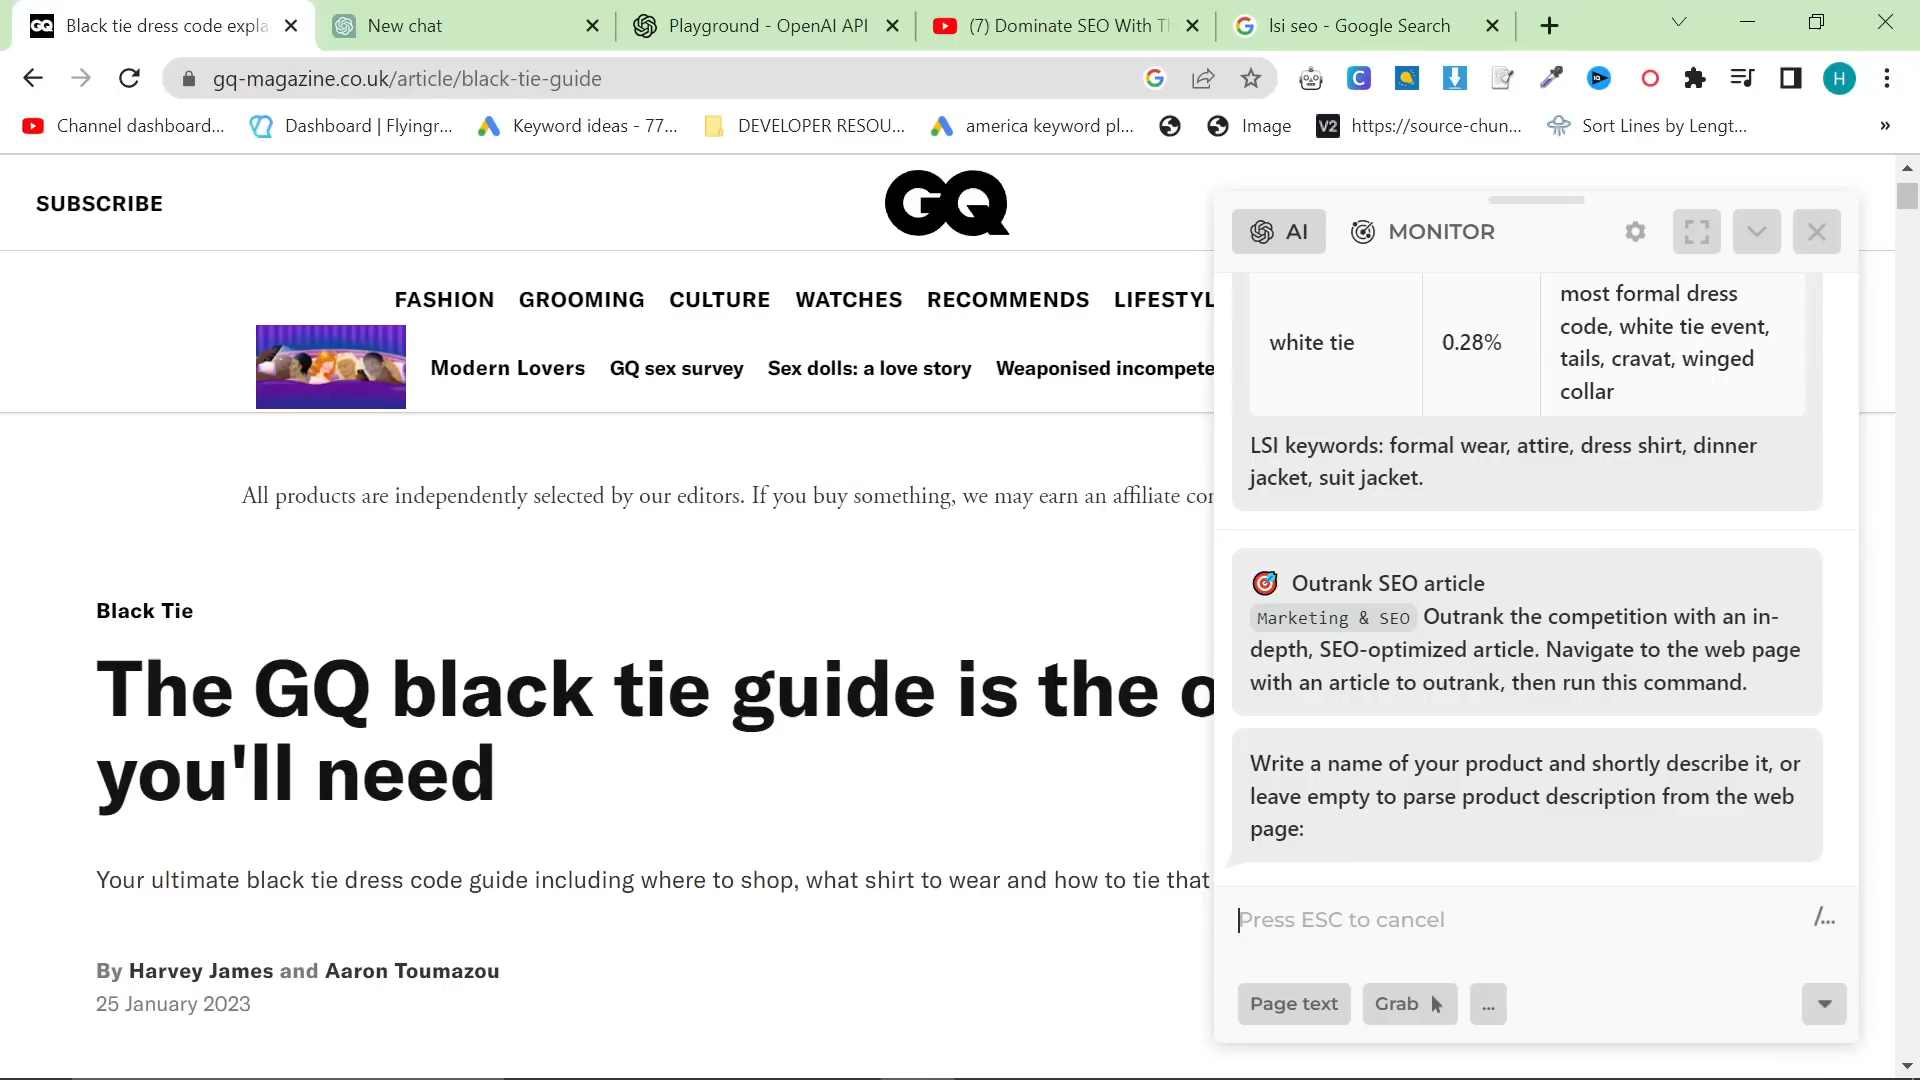 GQ Black tie dress code expla
New chat
Playground - OpenAI API
(7) Dominate SEO With Th
lsi seo - Google Search
gq-magazine.co.uk/article/black-tie-guide
C
H
Channel dashboard...
Dashboard | Flyingr...
Keyword ideas - 77...
DEVELOPER RESOU...
america keyword pl...
Image
V2 https://source-chun...
Sort Lines by Lengt...
»
SUBSCRIBE
GQ
FASHION GROOMING CULTURE WATCHES RECOMMENDS LIFESTYL
Modern Lovers GQ sex survey Sex dolls: a love story Weaponised incompete
All products are independently selected by our editors. If you buy something, we may earn an affiliate cor
Black Tie
The GQ black tie guide is the o
you'll need
Your ultimate black tie dress code guide including where to shop, what shirt to wear and how to tie that
By Harvey James and Aaron Toumazou
25 January 2023
AI
MONITOR
white tie
0.28%
most formal dress
code, white tie event,
tails, cravat, winged
collar
LSI keywords: formal wear, attire, dress shirt, dinner
jacket, suit jacket.
Outrank SEO article
Marketing & SEO Outrank the competition with an in-
depth, SEO-optimized article. Navigate to the web page
with an article to outrank, then run this command.
Write a name of your product and shortly describe it, or
leave empty to parse product description from the web
page:
Press ESC to cancel
/...
Page text
Grab
...